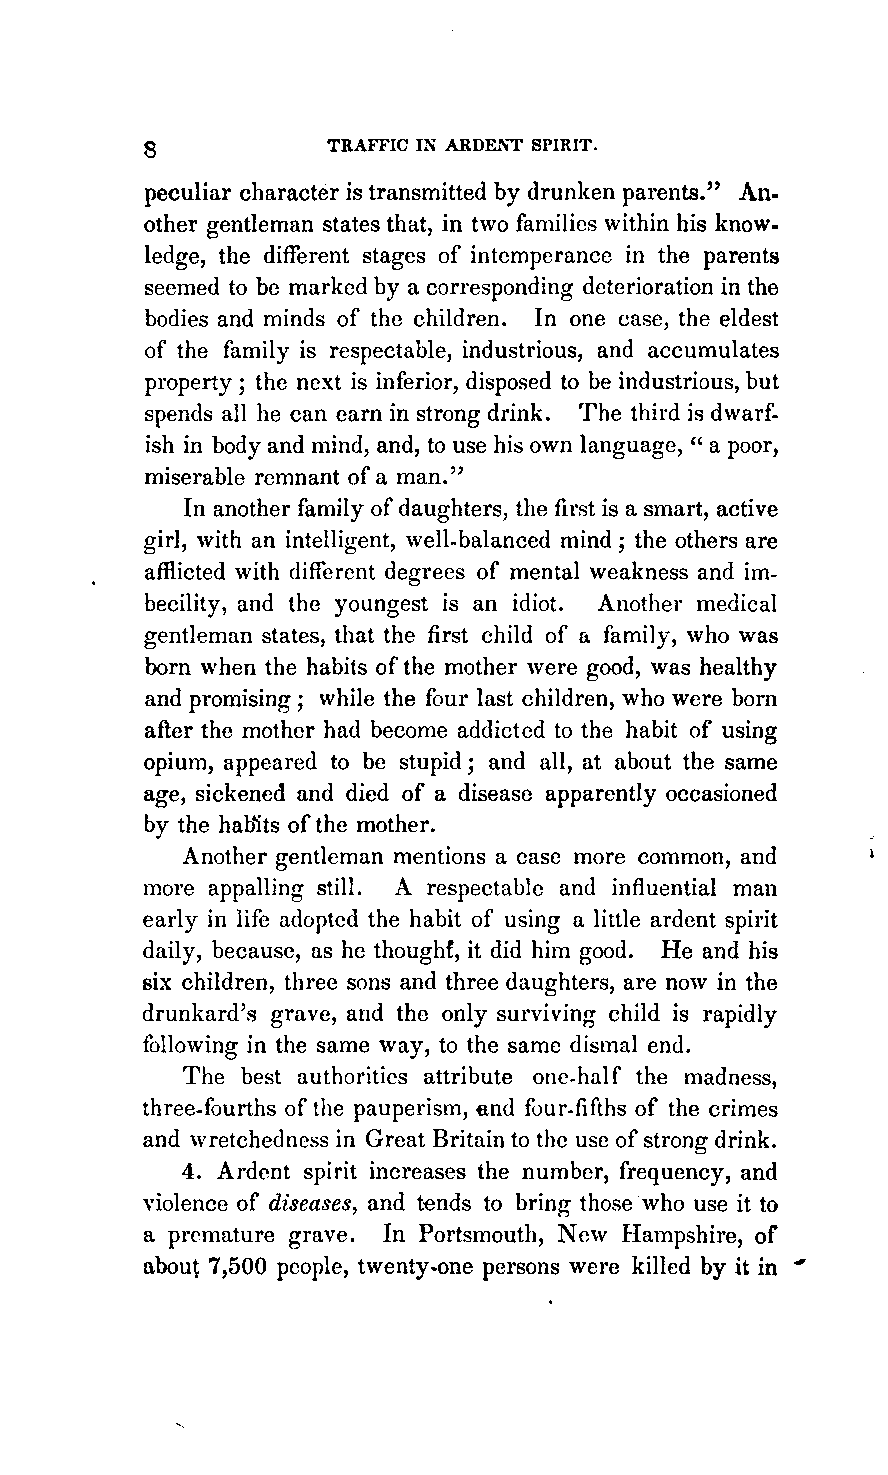 8 TRAFFIC IN ARDENT SPIRIT.
peculiar character is transmitted by drunken parents.” An-
other gentleman states that, in two families within his know-
ledge, the different stages of intemperance in the parents
seemed to be marked by a corresponding deterioration in the
bodies and minds of the children. In one case, the eldest
of the family is respectable, industrious, and accumulates
property ; the next is inferior, disposed to be industrious, but
spends all he can earn in strong drink. The third is dwarf-
ish in body and mind, and, to use his own language, “ a poor,
miserable remnant of a man.”
In another family of daughters, the first is a smart, active
girl, with an intelligent, well-balanced mind ; the others are
afflicted with different degrees of mental weakness and im-
becility, and the youngest is an idiot. Another medical
gentleman states, that the first child of a family, who was
born when the habits of the mother were good, was healthy
and promising ; while the four last children, who were born
after the mother had become addicted to the habit of using
opium, appeared to be stupid ; and all, at about the same
age, sickened and died of a disease apparently occasioned
by the habits of the mother.
Another gentleman mentions a case more common, and
more appalling still. A respectable and influential man
early in life adopted the habit of using a little ardent spirit
daily, because, as he thought, it did him good. He and his
six children, three sons and three daughters, are now in the
drunkard’s grave, and the only surviving child is rapidly
following in the same way, to the same dismal end.
The best authorities attribute one-half the madness,
three-fourths of the pauperism, and four-fifths of the crimes
and wretchedness in Great Britain to the use of strong drink.
4. Ardent spirit increases the number, frequency, and
violence of diseases, and tends to bring those who use it to
a premature grave. In Portsmouth, New Hampshire, of
about 7,500 people, twenty-one persons were killed by it in